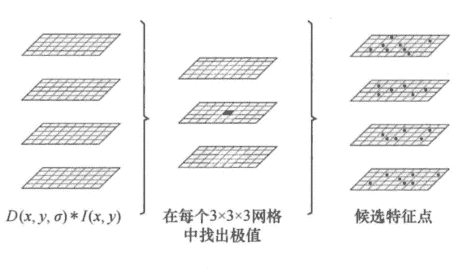 D(x, y, σ)*I(x, y)
在每个3×3×3网格
中找出极值
候选特征点